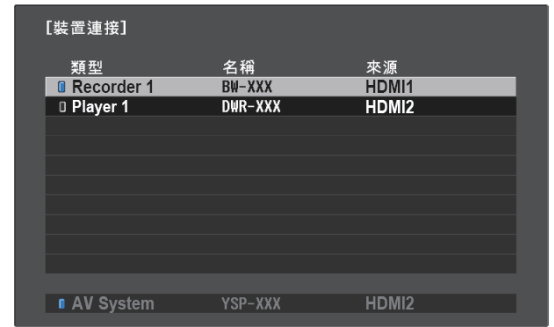 [裝置連接]
類型 名稱 來源
Recorder 1 BW-XXX HDMI1
Player 1 DWR-XXX HDMI2
AV System YSP-XXX HDMI2